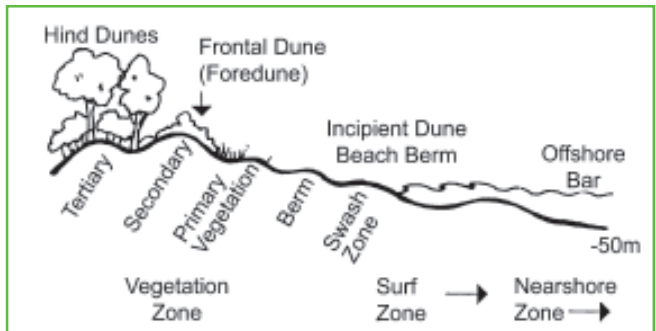 Hind Dunes
Frontal Dune
(Foredune)
Incipient Dune
Beach Berm
Offshore
Bar
Tertiary
Secondary
Primary
Vegetation
Berm
Swash
Zone
-50m
Vegetation
Zone
Surf
Zone
Nearshore
Zone